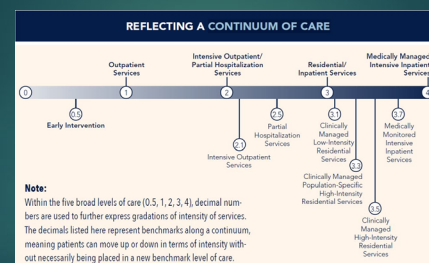 REFLECTING A CONTINUUM OF CARE
Outpatient
Services
Intensive Outpatient/
Partial Hospitalization
Services
Residential/
Inpatient Services
Medically Managed
Intensive Inpatient
Services
0
1
2
3
4
0.5
Early Intervention
2.1
Intensive Outpatient
Services
2.5
Partial
Hospitalization
Services
3.1
Clinically
Managed
Low-Intensity
Residential
Services
3.3
Clinically Managed
Population-Specific
High-Intensity
Residential Services
3.5
Clinically
Managed
High-Intensity
Residential
Services
3.7
Medically
Monitored
Intensive
Inpatient
Services
Note:
Within the five broad levels of care (0.5, 1, 2, 3, 4), decimal num-
bers are used to further express gradations of intensity of services.
The decimals listed here represent benchmarks along a continuum,
meaning patients can move up or down in terms of intensity with-
out necessarily being placed in a new benchmark level of care.